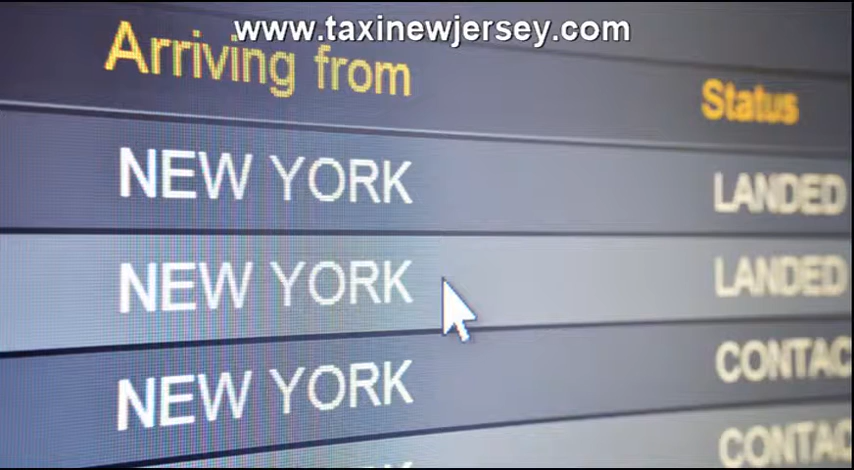 www.taxinewjersey.com
Arriving from Status
NEW YORK LANDED
NEW YORK LANDED
NEW YORK CONTAC
CONTAC